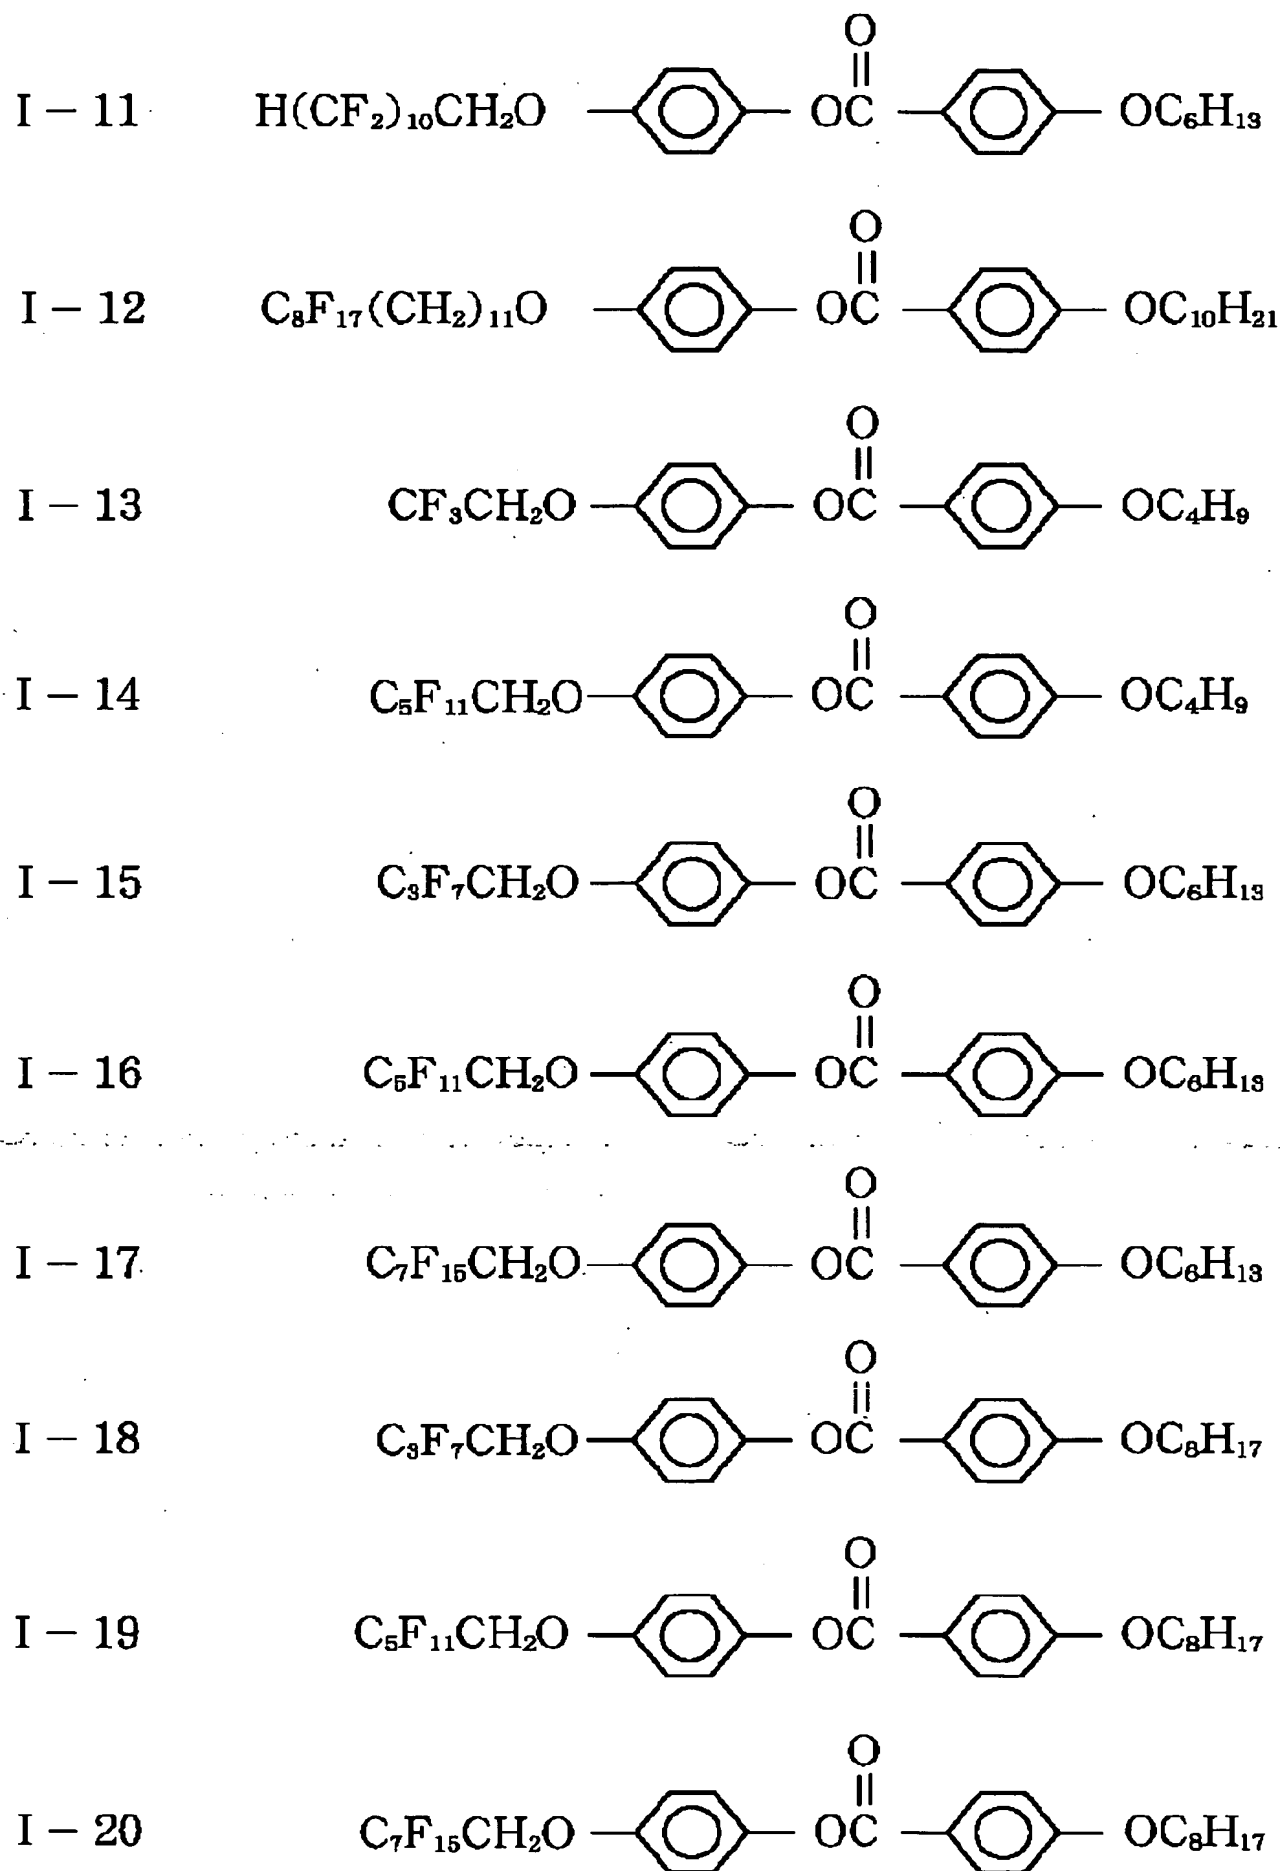 O
I – 11 H(CF₂)₁₀CH₂O OC OC₆H₁₃
O
I – 12 C₈F₁₇(CH₂)₁₁O OC OC₁₀H₂₁
O
I – 13 CF₃CH₂O OC OC₄H₉
O
I – 14 C₅F₁₁CH₂O OC OC₄H₉
O
I – 15 C₃F₇CH₂O OC OC₆H₁₃
O
I – 16 C₅F₁₁CH₂O OC OC₆H₁₃
O
I – 17 C₇F₁₅CH₂O OC OC₆H₁₃
O
I – 18 C₃F₇CH₂O OC OC₈H₁₇
O
I – 19 C₅F₁₁CH₂O OC OC₈H₁₇
O
I – 20 C₇F₁₅CH₂O OC OC₈H₁₇